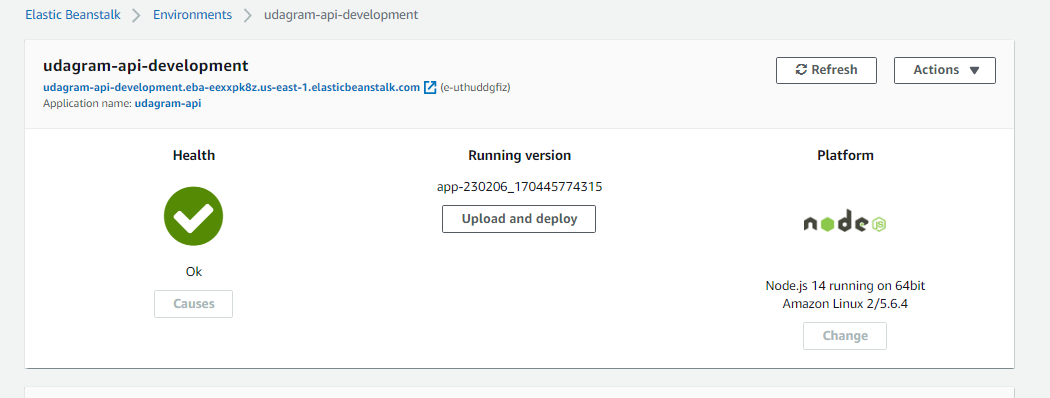 Elastic Beanstalk > Environments > udagram-api-development
udagram-api-development
Refresh
Actions
udagram-api-development.eba-eexxpk8z.us-east-1.elasticbeanstalk.com (e-uthuddgfiz)
Application name: udagram-api
Health
Ok
Causes
Running version
app-230206_170445774315
Upload and deploy
Platform
node
JS
Node.js 14 running on 64bit
Amazon Linux 2/5.6.4
Change